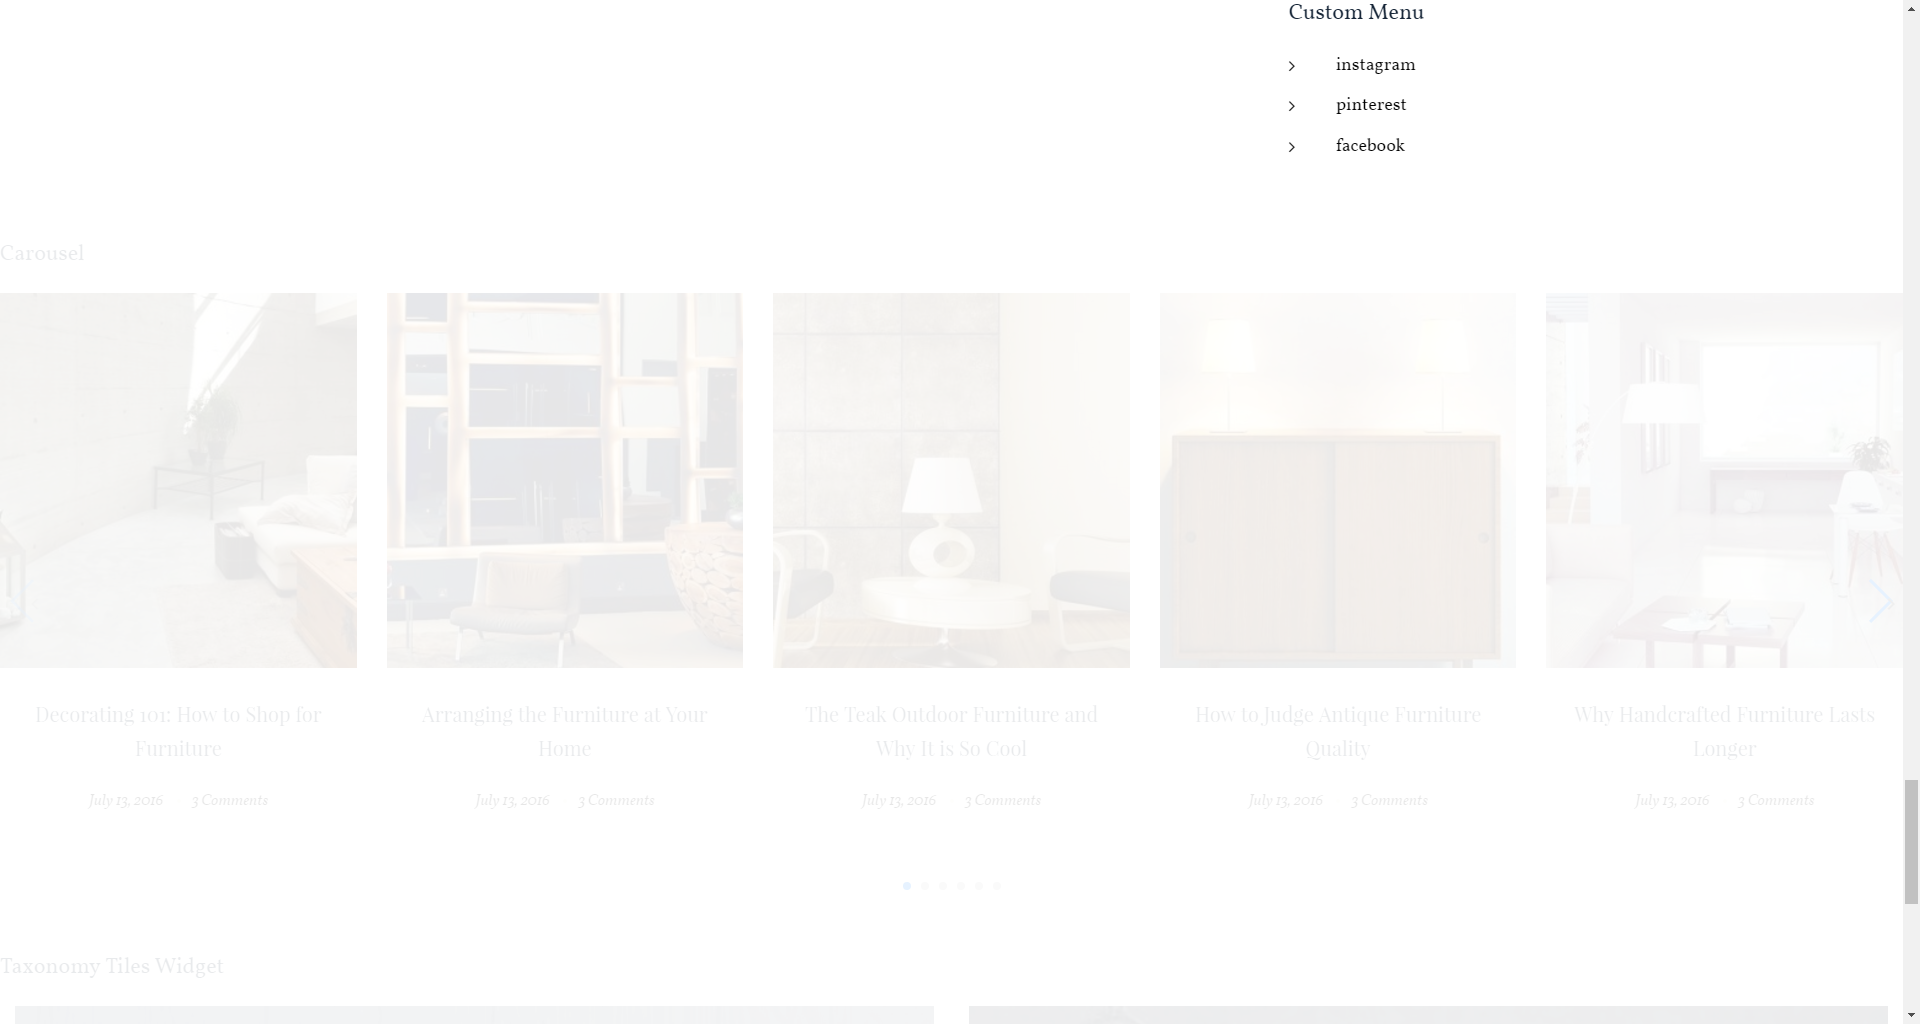 Custom Menu
instagram
pinterest
facebook
Carousel
Decorating 101: How to Shop for
Furniture
July 13, 2016 3 Comments
Arranging the Furniture at Your
Home
July 13, 2016 3 Comments
The Teak Outdoor Furniture and
Why It is So Cool
July 13, 2016 3 Comments
How to Judge Antique Furniture
Quality
July 13, 2016 3 Comments
Why Handcrafted Furniture Lasts
Longer
July 13, 2016 3 Comments
Taxonomy Tiles Widget